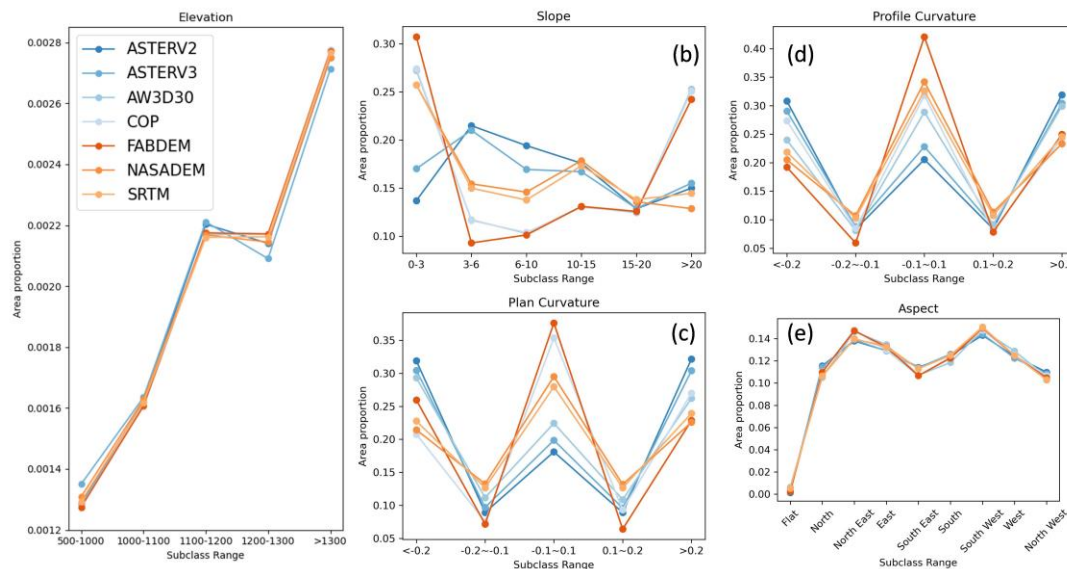 Elevation
Area proportion
0.0028
0.0026
0.0024
0.0022
0.0020
0.0018
0.0016
0.0014
0.0012
ASTERV2
ASTERV3
AW3D30
COP
FABDEM
NASADEM
SRTM
500-1000 1000-1100 1100-1200 1200-1300 >1300
Subclass Range
Slope
(b)
Area proportion
0.30
0.25
0.20
0.15
0.10
0-3 3-6 6-10 10-15 15-20 >20
Subclass Range
Profile Curvature
(d)
Area proportion
0.40
0.35
0.30
0.25
0.20
0.15
0.10
0.05
<-0.2 -0.2~-0.1 -0.1~0.1 0.1~0.2 >0.2
Subclass Range
Plan Curvature
(c)
Area proportion
0.35
0.30
0.25
0.20
0.15
0.10
0.05
<-0.2 -0.2~-0.1 -0.1~0.1 0.1~0.2 >0.2
Subclass Range
Aspect
(e)
Area proportion
0.14
0.12
0.10
0.08
0.06
0.04
0.02
0.00
Flat North North East East South East South South West West North West
Subclass Range